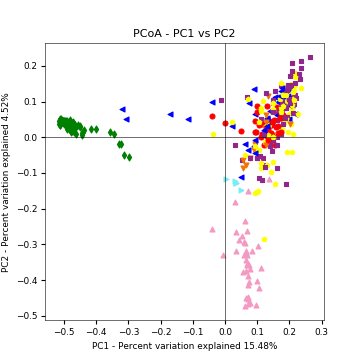 PCoA - PC1 vs PC2
PC2 - Percent variation explained 4.52%
0.2
0.1
0.0
−0.1
−0.2
−0.3
−0.4
−0.5
−0.5 −0.4 −0.3 −0.2 −0.1 0.0 0.1 0.2 0.3
PC1 - Percent variation explained 15.48%